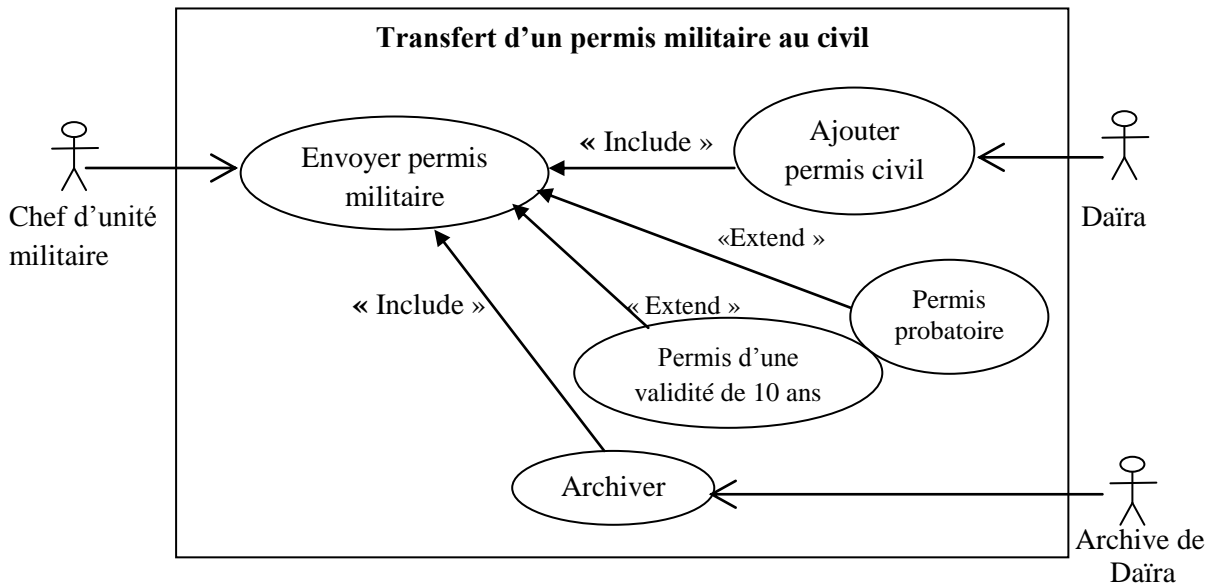 Transfert d’un permis militaire au civil
Chef d’unité
militaire
Envoyer permis
militaire
« Include »
Ajouter
permis civil
Daïra
«Extend »
Permis
probatoire
« Extend »
Permis d’une
validité de 10 ans
« Include »
Archiver
Archive de
Daïra